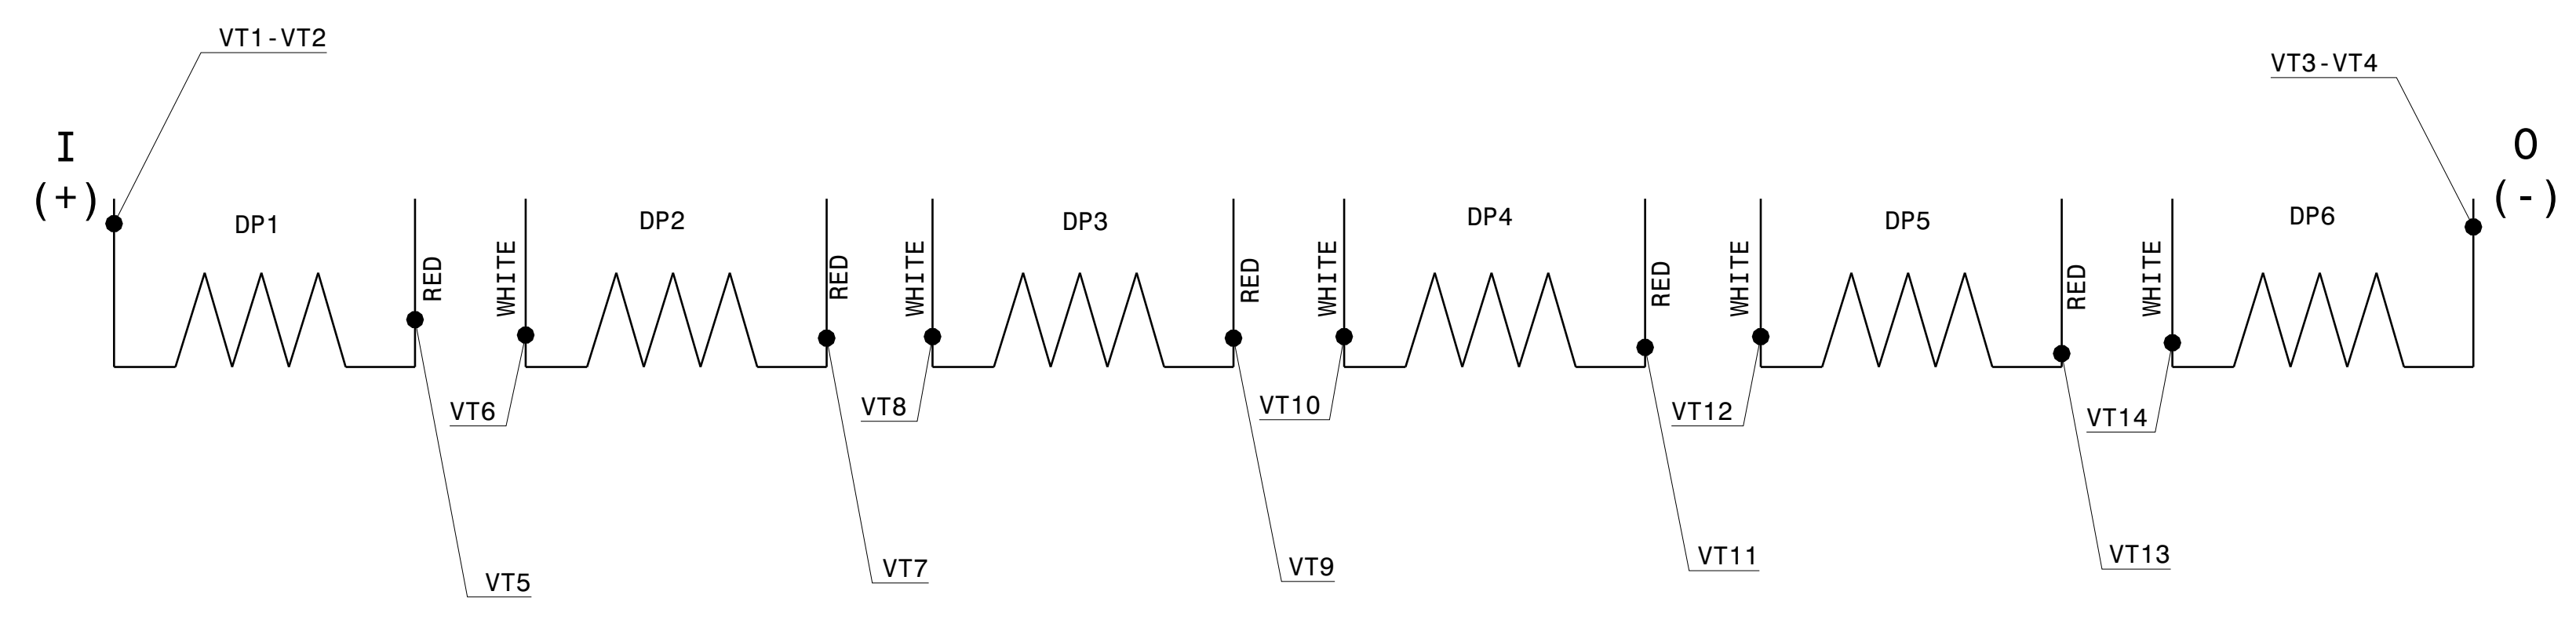 VT1-VT2
VT3-VT4
I
(+)
O
(-)
DP1
DP2
DP3
DP4
DP5
DP6
RED
WHITE
RED
WHITE
RED
WHITE
RED
WHITE
RED
WHITE
VT6
VT8
VT10
VT12
VT14
VT5
VT7
VT9
VT11
VT13